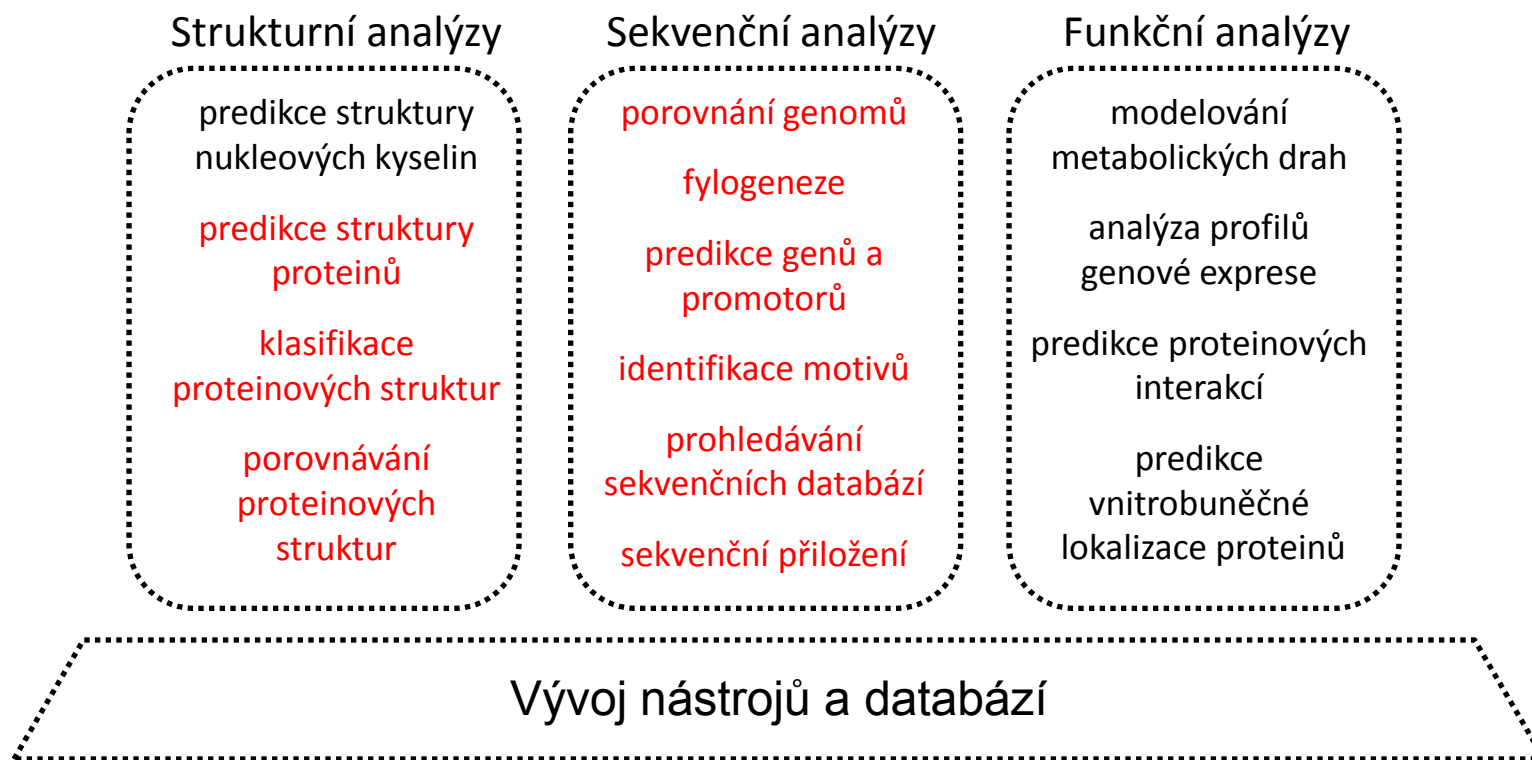 Strukturní analýzy
predikce struktury
nukleových kyselin
predikce struktury
proteinů
klasifikace
proteinových struktur
porovnávání
proteinových
struktur
Sekvenční analýzy
porovnání genomů
fylogeneze
predikce genů a
promotorů
identifikace motivů
prohledávání
sekvenčních databází
sekvenční přiložení
Funkční analýzy
modelování
metabolických drah
analýza profilů
genové exprese
predikce proteinových
interakcí
predikce
vnitrobuněčné
lokalizace proteinů
Vývoj nástrojů a databází